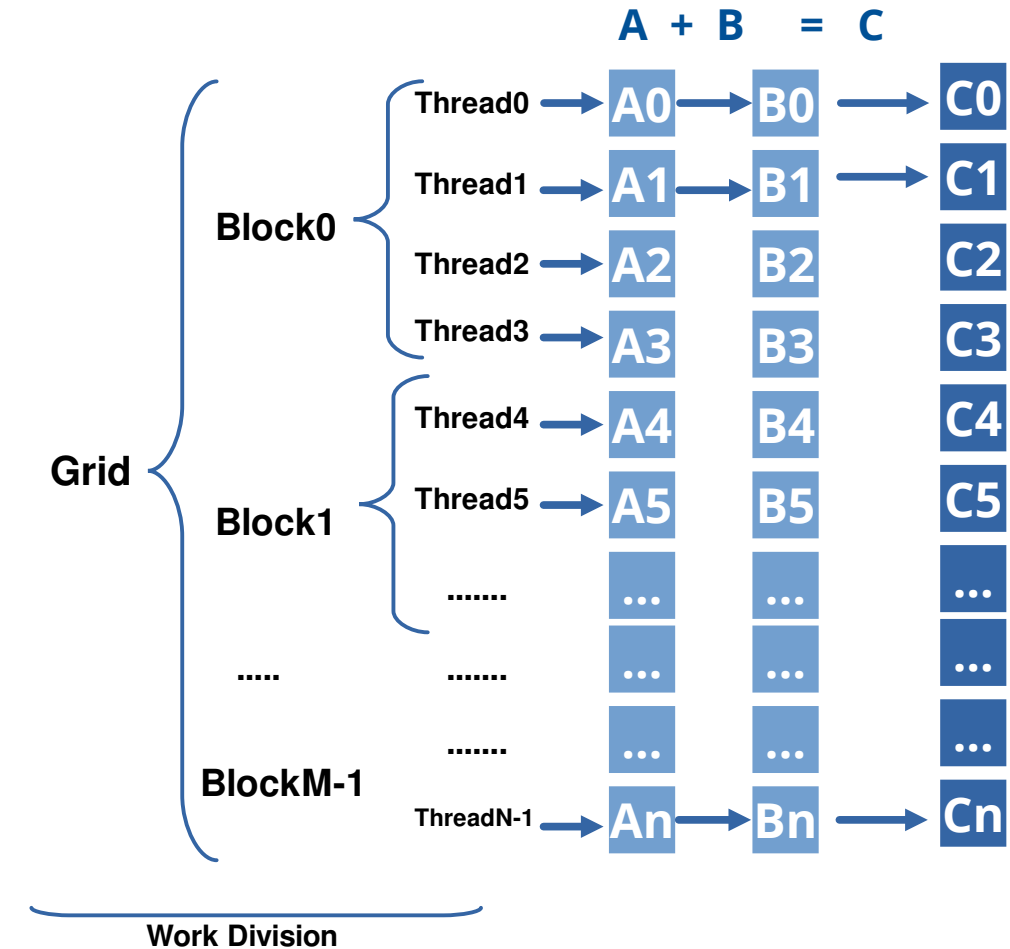 A + B = C
Thread0 A0 B0 C0
Thread1 A1 B1 C1
Block0
Thread2 A2 B2 C2
Thread3 A3 B3 C3
Thread4 A4 B4 C4
Grid
Thread5 A5 B5 C5
Block1
....... ... ... ...
..... ....... ... ... ...
....... ... ... ...
BlockM-1
ThreadN-1 An Bn Cn
Work Division